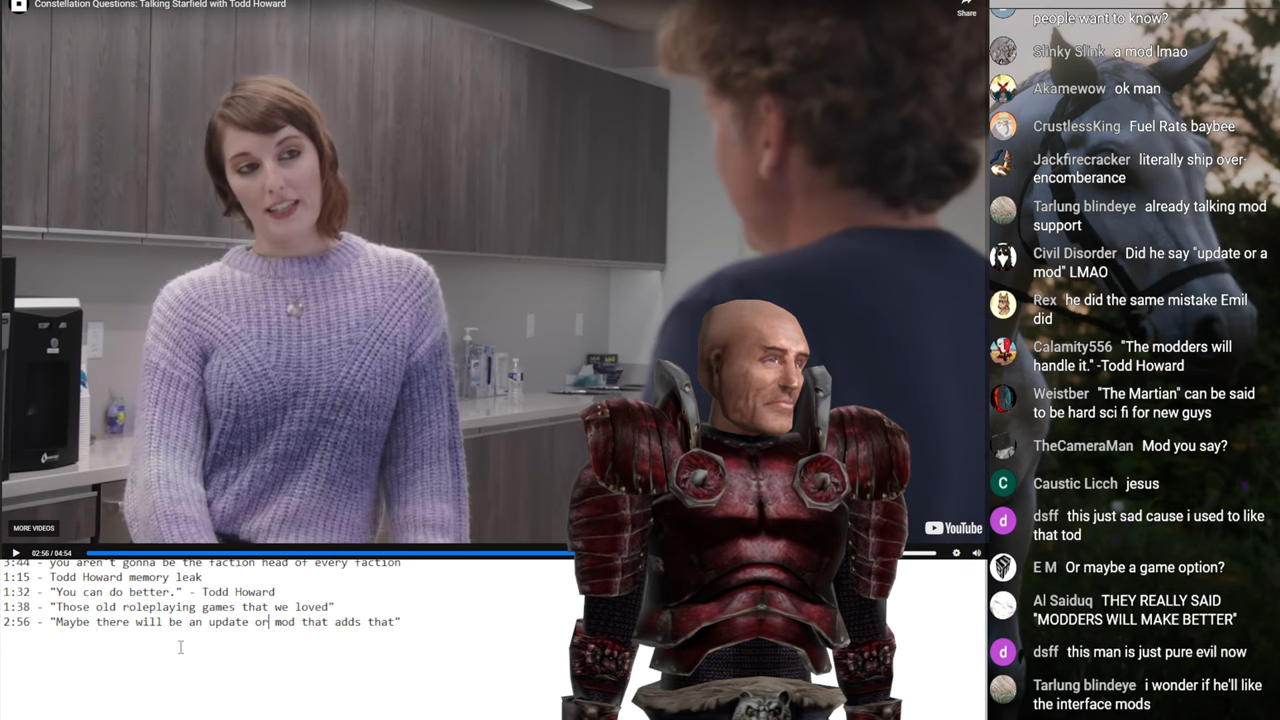 Constellation Questions: Talking Starfield with Todd Howard
Share
MORE VIDEOS
YouTube
02:56 / 04:54
3:44 - you aren't gonna be the faction head of every faction
1:15 - Todd Howard memory leak
1:32 - "You can do better." - Todd Howard
1:38 - "Those old roleplaying games that we loved"
2:56 - "Maybe there will be an update or mod that adds that"
people want to know?
Slinky Slink a mod lmao
Akamewow ok man
CrustlessKing Fuel Rats baybee
Jackfirecracker literally ship over-
encomberance
Tarlung blindeye already talking mod
support
Civil Disorder Did he say "update or a
mod" LMAO
Rex he did the same mistake Emil
did
Calamity556 "The modders will
handle it." -Todd Howard
Weistber "The Martian" can be said
to be hard sci fi for new guys
TheCameraMan Mod you say?
C
Caustic Licch jesus
d
dsff this just sad cause i used to like
that tod
E M Or maybe a game option?
Al Saiduq THEY REALLY SAID
"MODDERS WILL MAKE BETTER"
d
dsff this man is just pure evil now
Tarlung blindeye i wonder if he'll like
the interface mods